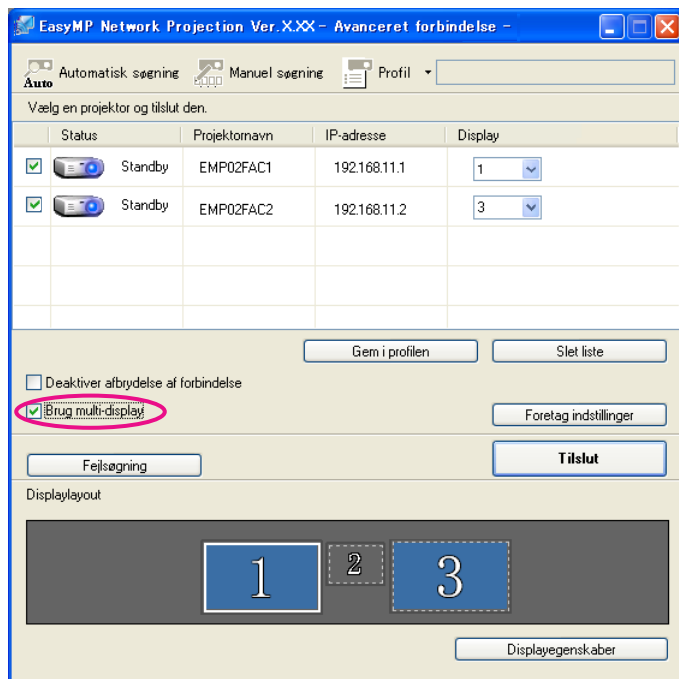 EasyMP Network Projection Ver.X.XX - Avanceret forbindelse -
Auto Automatisk søgning Manuel søgning Profil
Vælg en projektor og tilslut den.
Status Projektornavn IP-adresse Display
Standby EMP02FAC1 192.168.11.1 1
Standby EMP02FAC2 192.168.11.2 3
Gem i profilen Slet liste
Deaktiver afbrydelse af forbindelse
Brug multi-display Foretag indstillinger
Fejlsøgning Tilslut
Displaylayout
1 2 3
Displayegenskaber